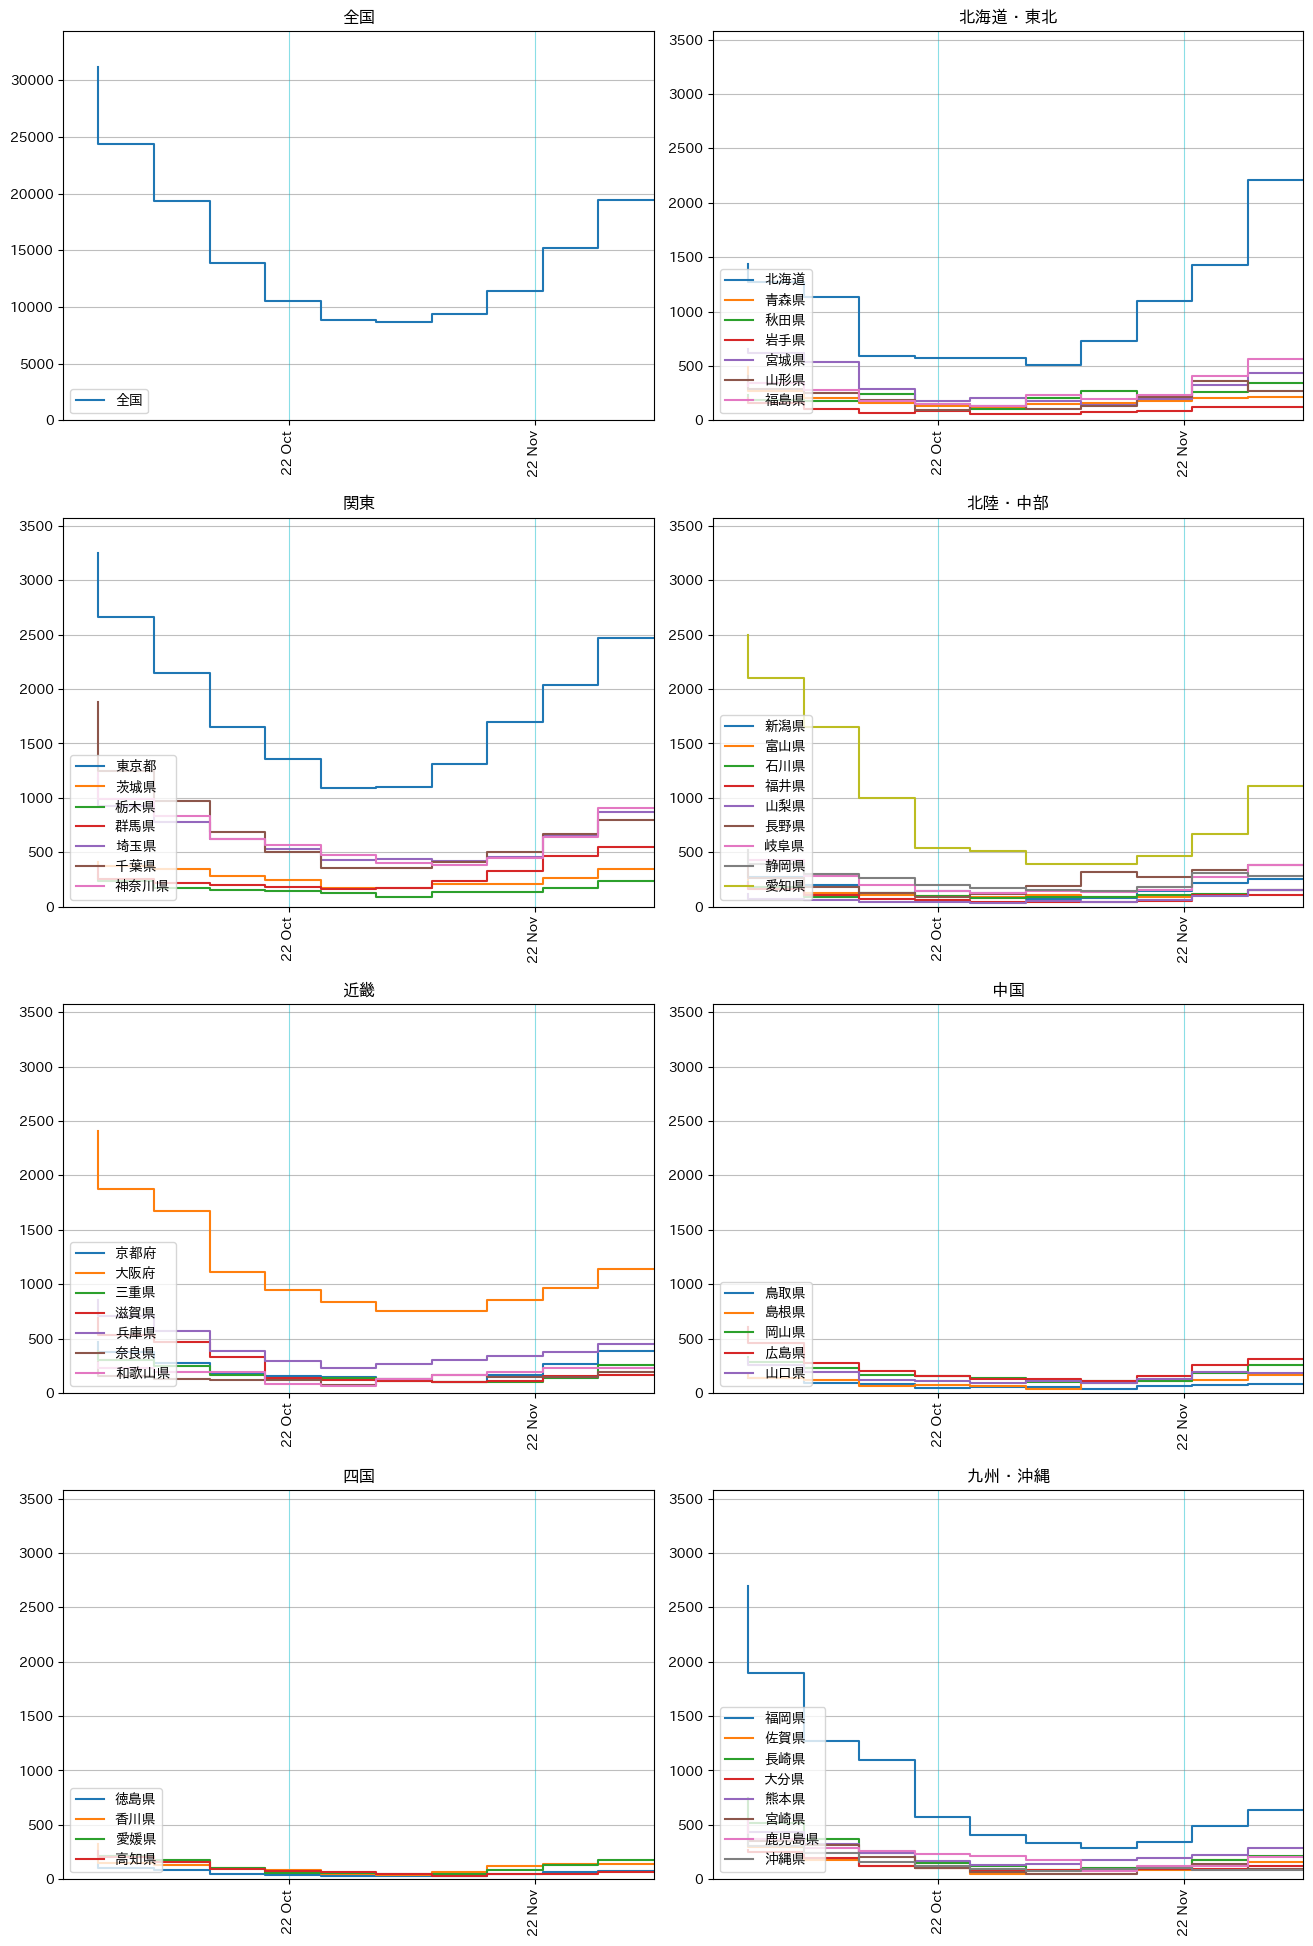 全国
30000
25000
20000
15000
10000
5000
0
全国
22 Oct
22 Nov
北海道・東北
3500
3000
2500
2000
1500
1000
500
0
北海道
青森県
秋田県
岩手県
宮城県
山形県
福島県
22 Oct
22 Nov
関東
3500
3000
2500
2000
1500
1000
500
0
東京都
茨城県
栃木県
群馬県
埼玉県
千葉県
神奈川県
22 Oct
22 Nov
北陸・中部
3500
3000
2500
2000
1500
1000
500
0
新潟県
富山県
石川県
福井県
山梨県
長野県
岐阜県
静岡県
愛知県
22 Oct
22 Nov
近畿
3500
3000
2500
2000
1500
1000
500
0
京都府
大阪府
三重県
滋賀県
兵庫県
奈良県
和歌山県
22 Oct
22 Nov
中国
3500
3000
2500
2000
1500
1000
500
0
鳥取県
島根県
岡山県
広島県
山口県
22 Oct
22 Nov
四国
3500
3000
2500
2000
1500
1000
500
0
徳島県
香川県
愛媛県
高知県
22 Oct
22 Nov
九州・沖縄
3500
3000
2500
2000
1500
1000
500
0
福岡県
佐賀県
長崎県
大分県
熊本県
宮崎県
鹿児島県
沖縄県
22 Oct
22 Nov